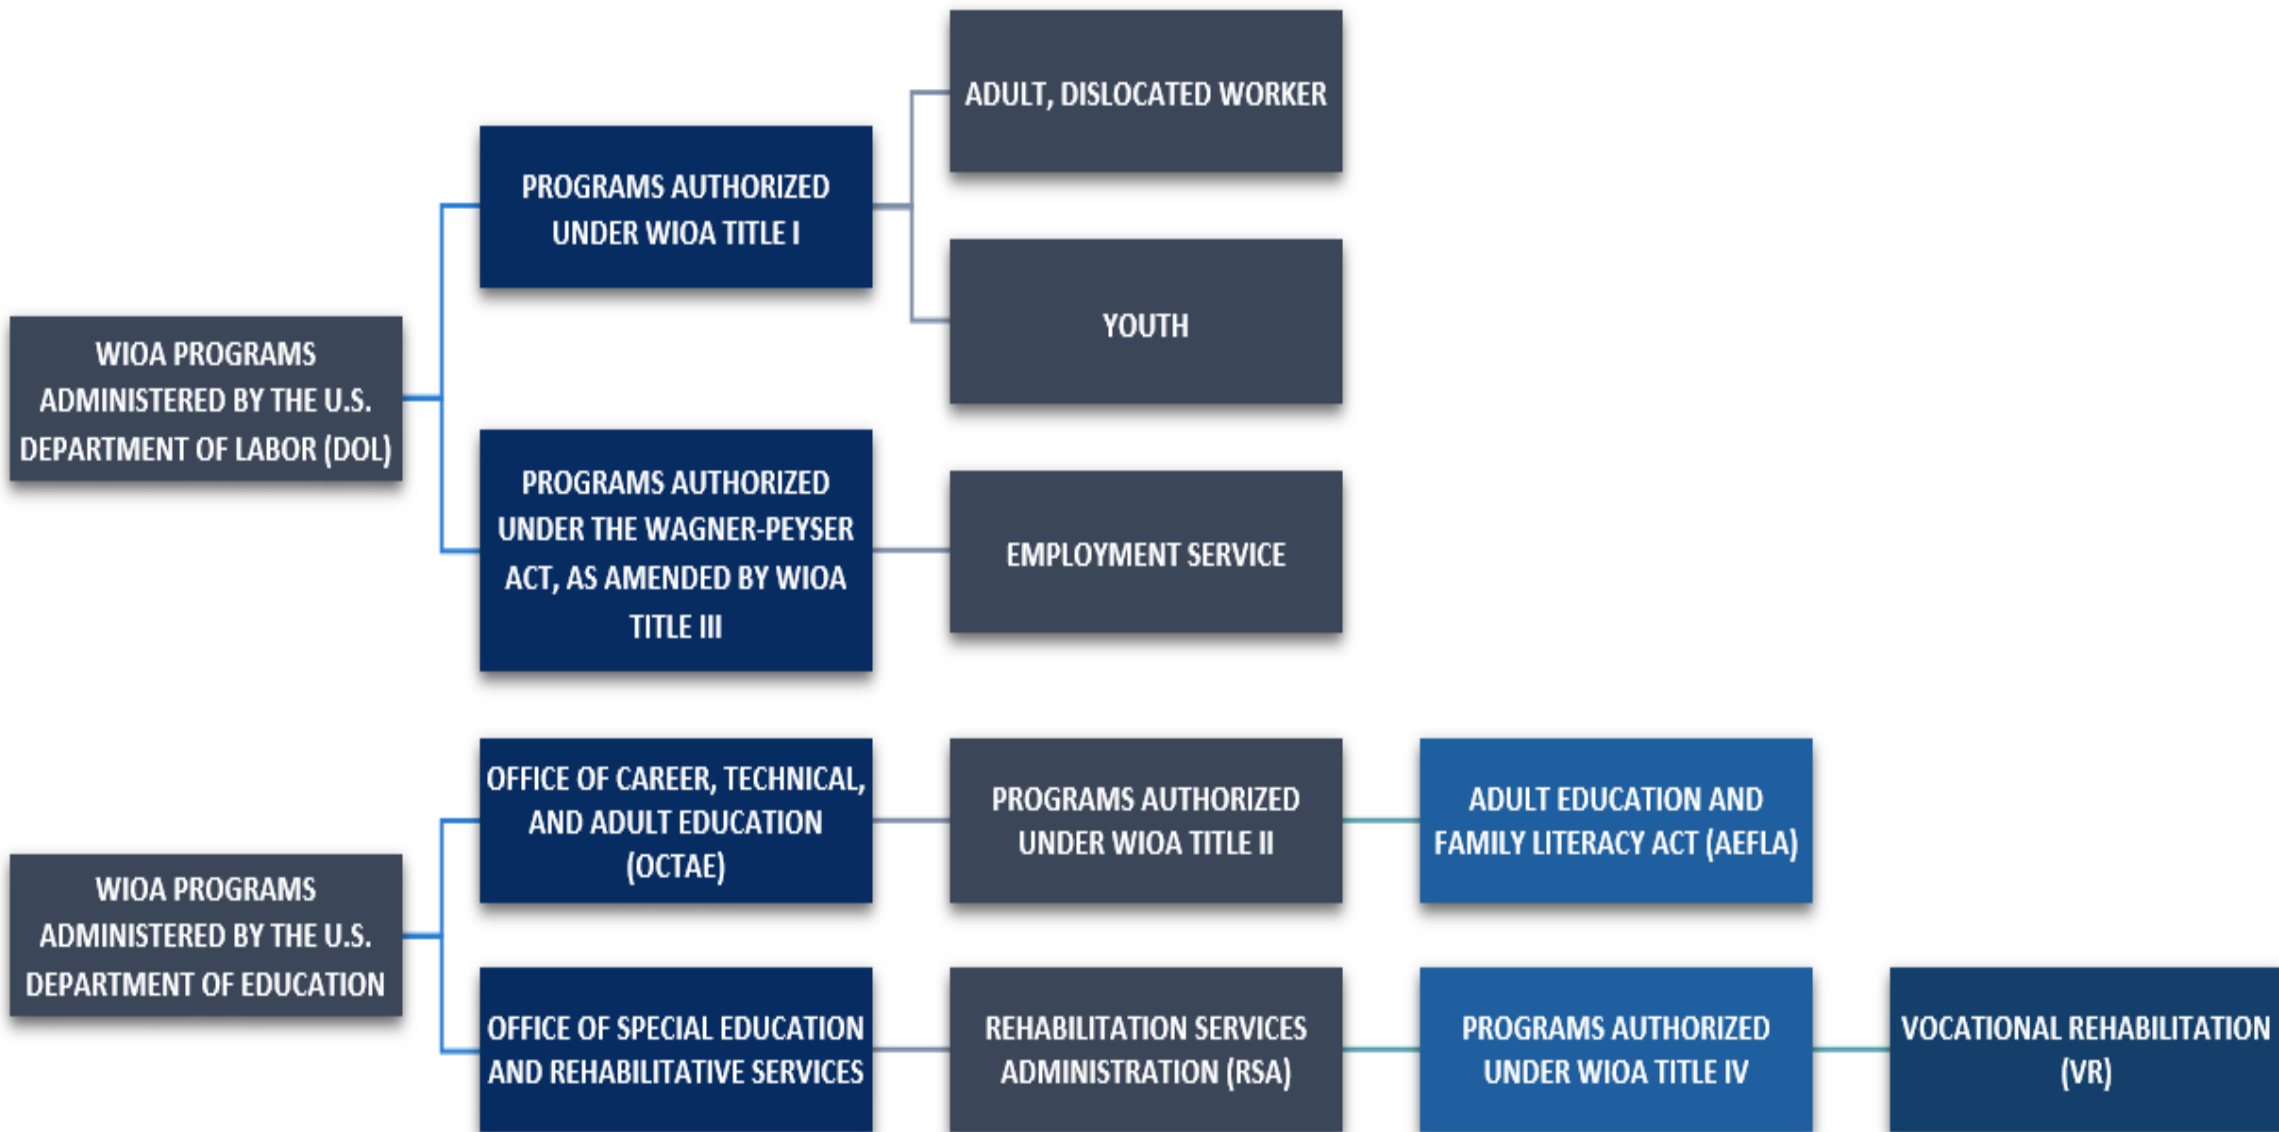 WIOA PROGRAMS
ADMINISTERED BY THE U.S.
DEPARTMENT OF LABOR (DOL)
PROGRAMS AUTHORIZED
UNDER WIOA TITLE I
ADULT, DISLOCATED WORKER
YOUTH
PROGRAMS AUTHORIZED
UNDER THE WAGNER-PEYSER
ACT, AS AMENDED BY WIOA
TITLE III
EMPLOYMENT SERVICE
WIOA PROGRAMS
ADMINISTERED BY THE U.S.
DEPARTMENT OF EDUCATION
OFFICE OF CAREER, TECHNICAL,
AND ADULT EDUCATION
(OCTAE)
PROGRAMS AUTHORIZED
UNDER WIOA TITLE II
ADULT EDUCATION AND
FAMILY LITERACY ACT (AEFLA)
OFFICE OF SPECIAL EDUCATION
AND REHABILITATIVE SERVICES
REHABILITATION SERVICES
ADMINISTRATION (RSA)
PROGRAMS AUTHORIZED
UNDER WIOA TITLE IV
VOCATIONAL REHABILITATION
(VR)